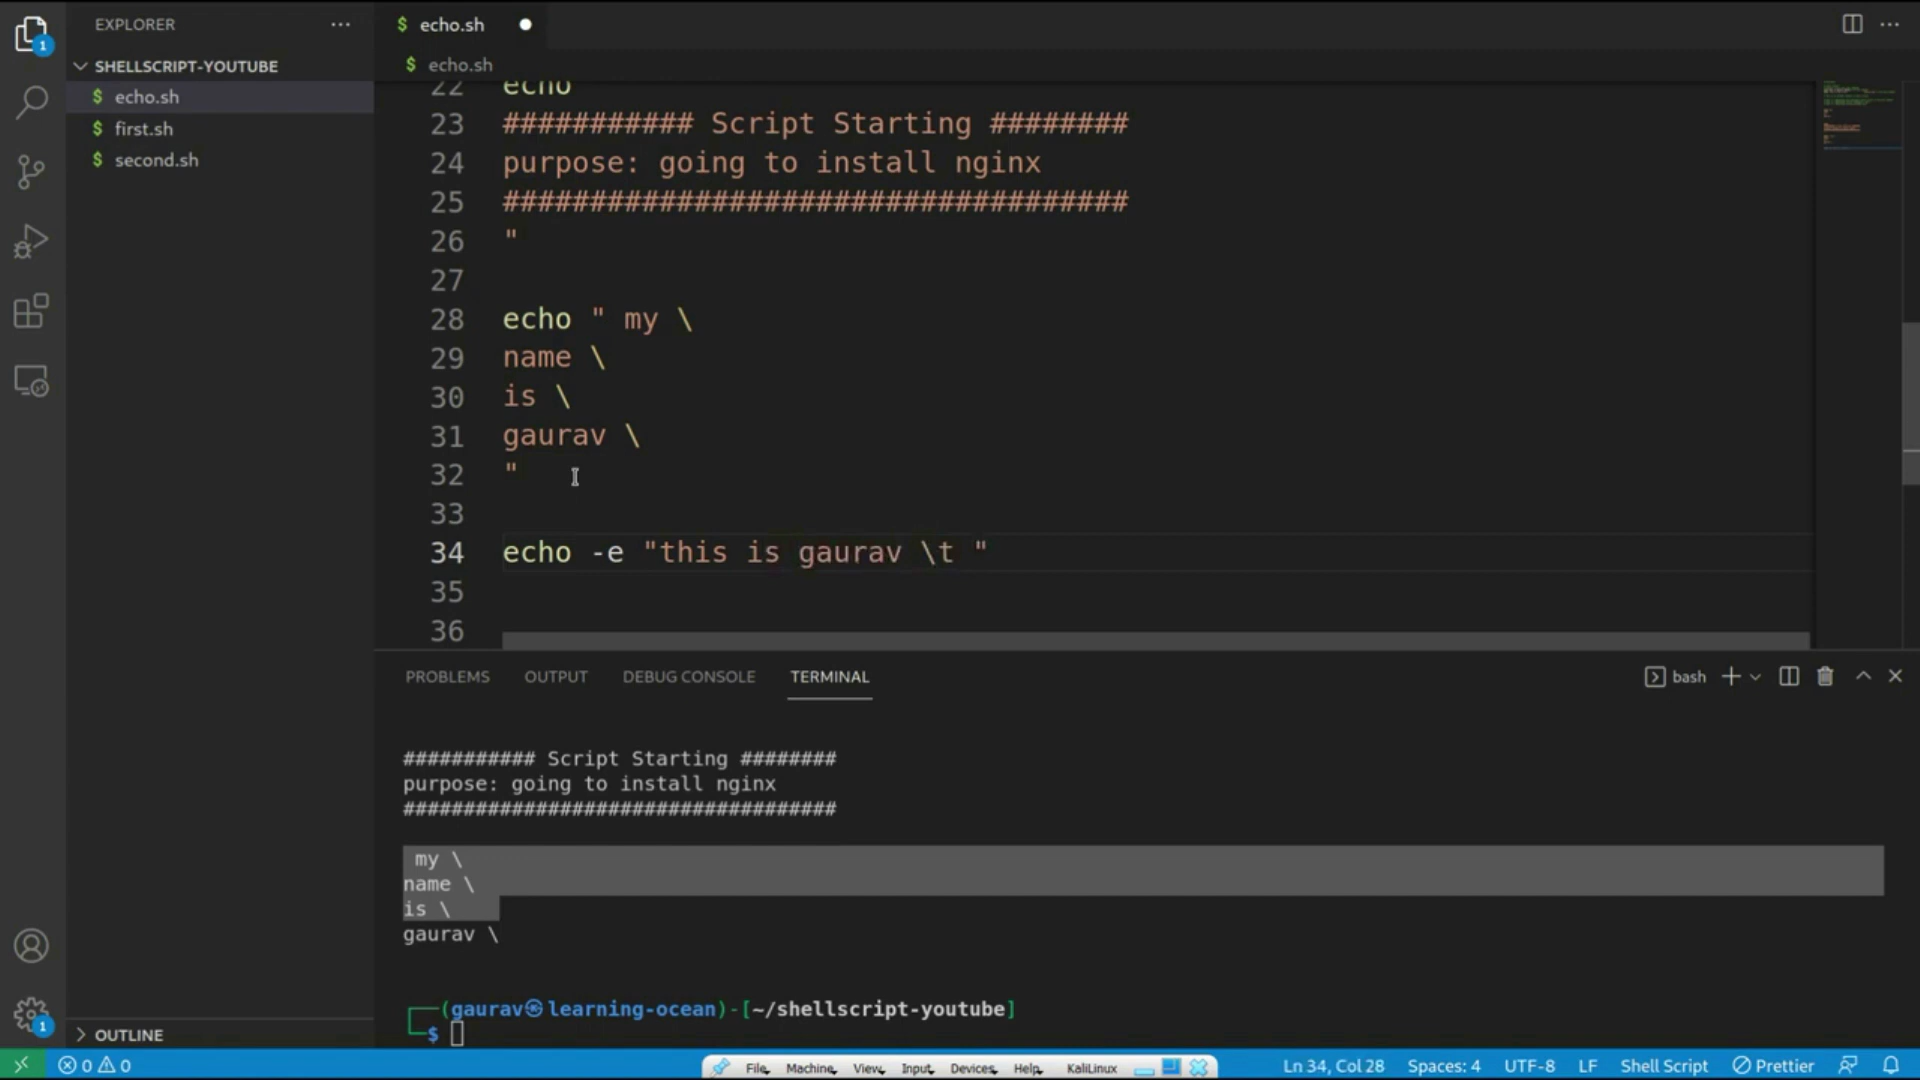 EXPLORER ...
SHELLSCRIPT-YOUTUBE
$ echo.sh
$ first.sh
$ second.sh
OUTLINE
$ echo.sh
$ echo.sh
22 echo
23 ########### Script Starting ########
24 purpose: going to install nginx
25 ####################################
26 "
27
28 echo " my \
29 name \
30 is \
31 gaurav \
32 "
33
34 echo -e "this is gaurav \t "
35
36
PROBLEMS OUTPUT DEBUG CONSOLE TERMINAL bash
########### Script Starting ########
purpose: going to install nginx
####################################
my \
name \
is \
gaurav \
(gaurav㉿learning-ocean)-[~/shellscript-youtube]
$
1
1
0 0 File Machine View Input Devices Help KaliLinux Ln 34, Col 28 Spaces: 4 UTF-8 LF Shell Script Prettier